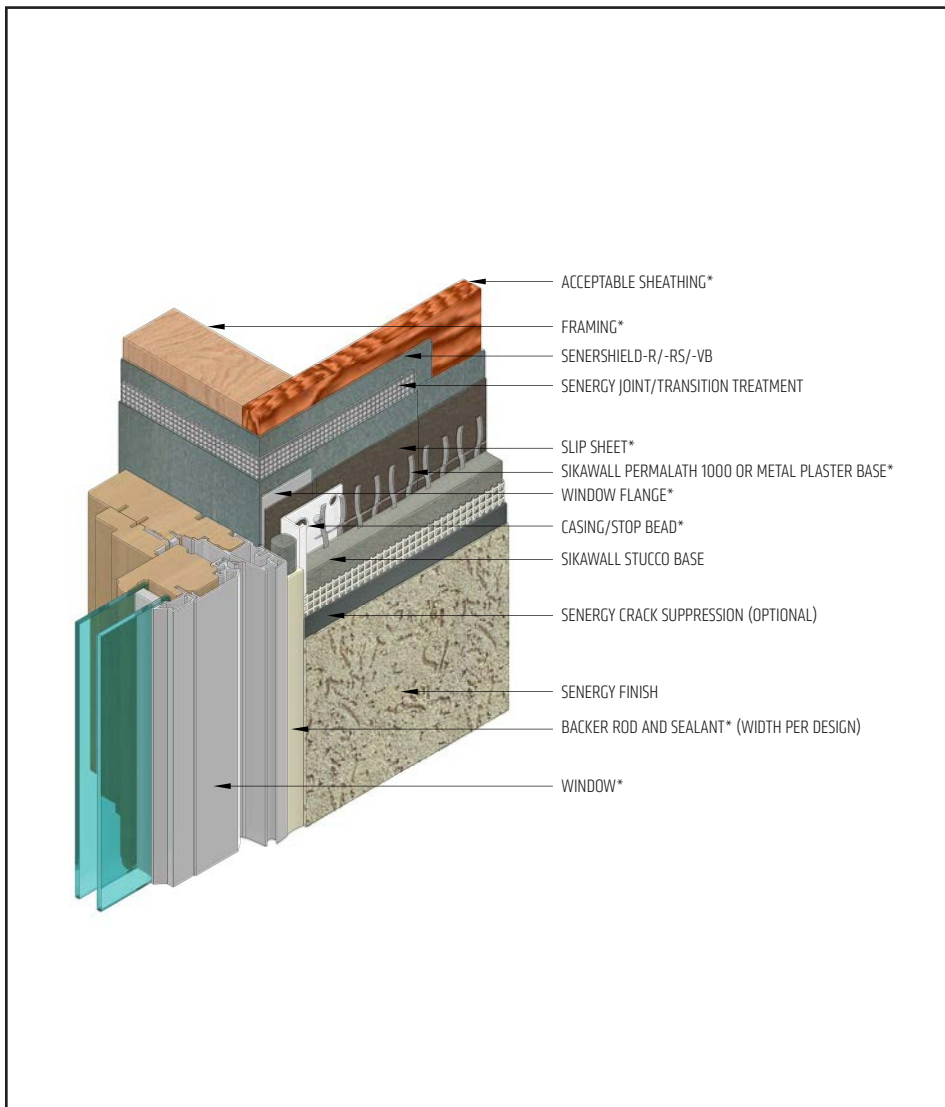 ACCEPTABLE SHEATHING*
FRAMING*
SENERSHIELD-R/-RS/-VB
SENERGY JOINT/TRANSITION TREATMENT
SLIP SHEET*
SIKAWALL PERMALATH 1000 OR METAL PLASTER BASE*
WINDOW FLANGE*
CASING/STOP BEAD*
SIKAWALL STUCCO BASE
SENERGY CRACK SUPPRESSION (OPTIONAL)
SENERGY FINISH
BACKER ROD AND SEALANT* (WIDTH PER DESIGN)
WINDOW*